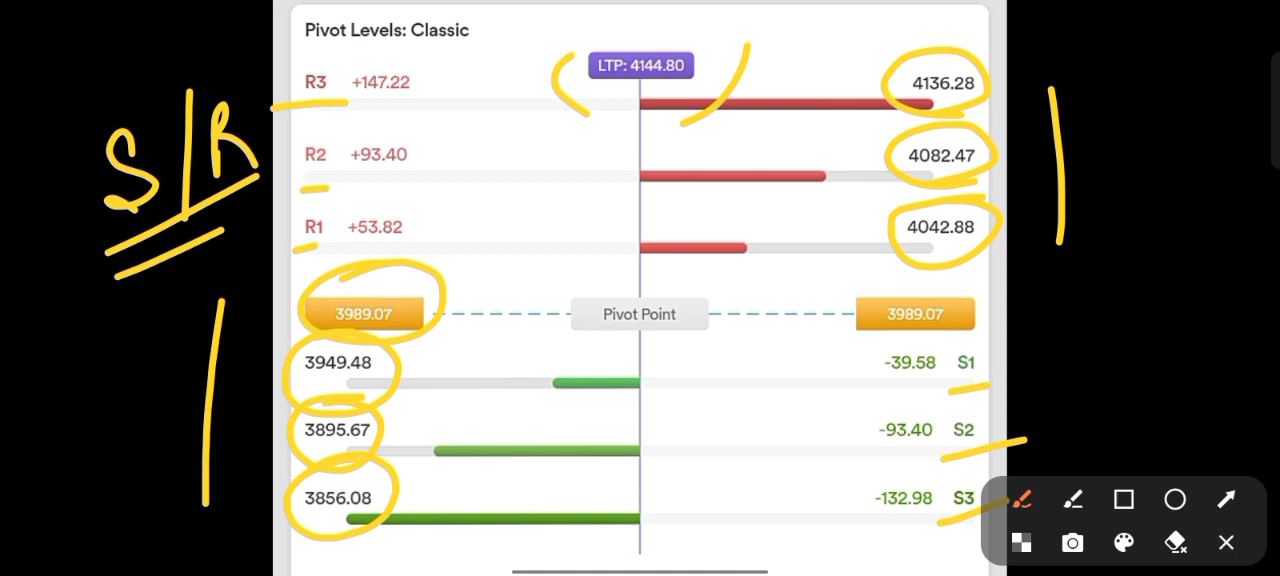 Pivot Levels: Classic
LTP: 4144.80
R3 +147.22 4136.28
S/R
R2 +93.40 4082.47
R1 +53.82 4042.88
3989.07 Pivot Point 3989.07
3949.48 -39.58 S1
3895.67 -93.40 S2
3856.08 -132.98 S3